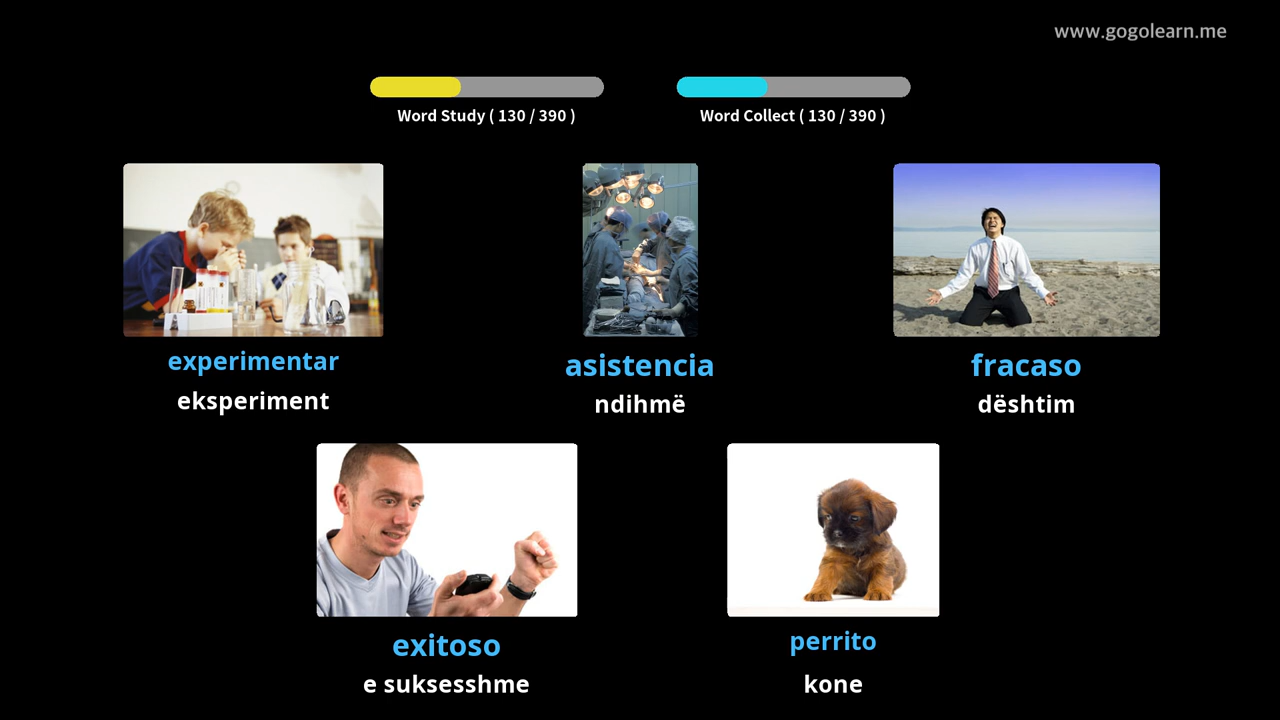 www.gogolearn.me
Word Study ( 130 / 390 )
Word Collect ( 130 / 390 )
experimentar
eksperiment
asistencia
ndihmë
fracaso
dështim
exitoso
e suksesshme
perrito
kone